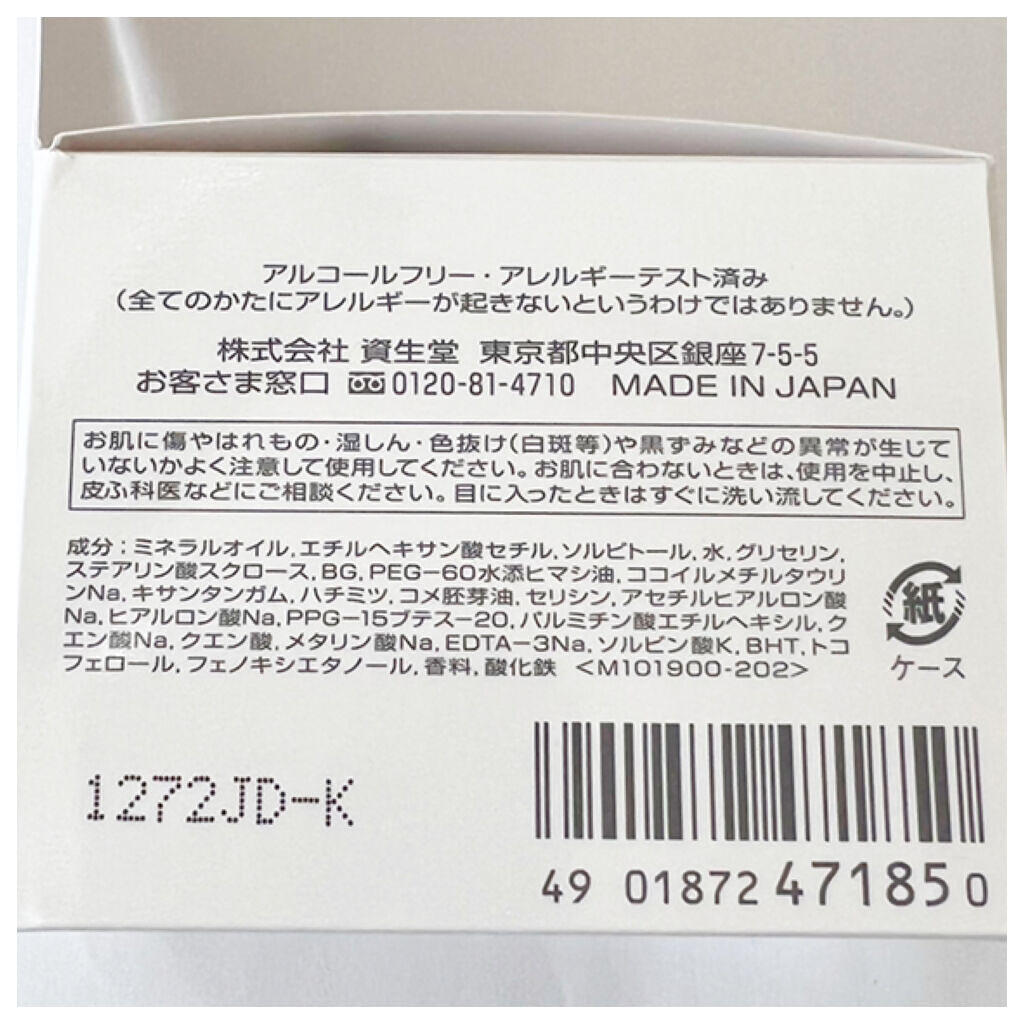 アルコールフリー・アレルギーテスト済み
(全てのかたにアレルギーが起きないというわけではありません。)
株式会社 資生堂 東京都中央区銀座7-5-5
お客さま窓口 0120-81-4710 MADE IN JAPAN
お肌に傷やはれもの・湿しん・色抜け(白斑等)や黒ずみなどの異常が生じて
いないかよく注意して使用してください。お肌に合わないときは、使用を中止し、
皮ふ科医などにご相談ください。目に入ったときはすぐに洗い流してください。
成分：ミネラルオイル, エチルヘキサン酸セチル, ソルビトール, 水, グリセリン,
ステアリン酸スクロース, BG, PEG-60水添ヒマシ油, ココイルメチルタウリ
ンNa, キサンタンガム, ハチミツ, コメ胚芽油, セリシン, アセチルヒアルロン酸
Na, ヒアルロン酸Na, PPG-15ブテス-20, パルミチン酸エチルヘキシル, ク
エン酸Na, クエン酸, メタリン酸Na, EDTA-3Na, ソルビン酸K, BHT, トコ
フェロール, フェノキシエタノール, 香料, 酸化鉄 <M101900-202>
紙
ケース
1272JD-K
49 01872 471850